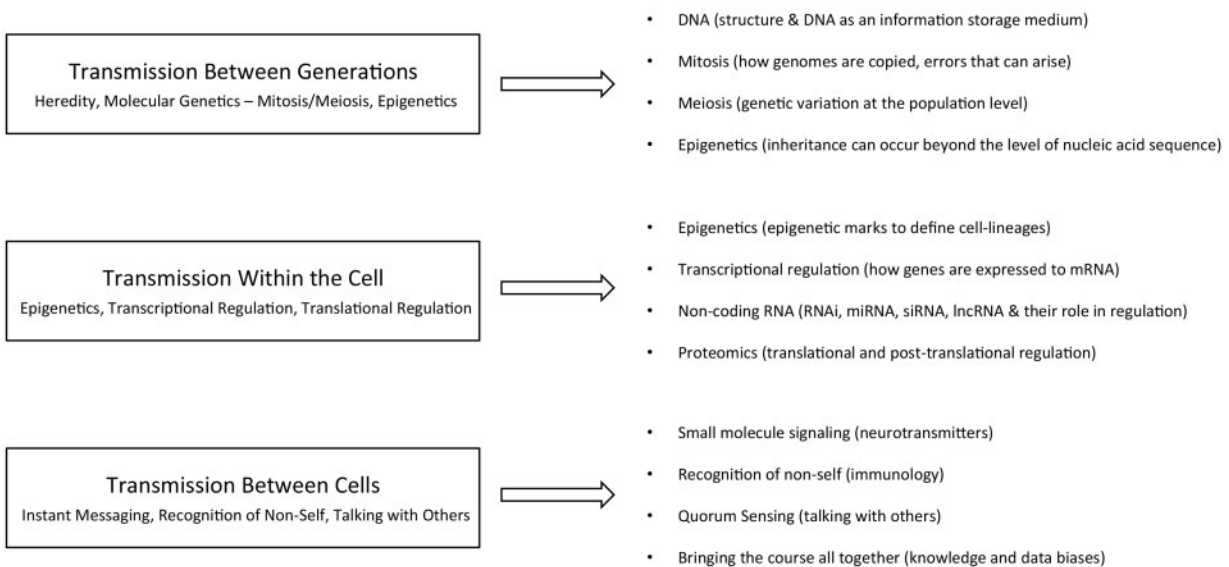 Transmission Between Generations
Heredity, Molecular Genetics – Mitosis/Meiosis, Epigenetics
• DNA (structure & DNA as an information storage medium)
• Mitosis (how genomes are copied, errors that can arise)
• Meiosis (genetic variation at the population level)
• Epigenetics (inheritance can occur beyond the level of nucleic acid sequence)
Transmission Within the Cell
Epigenetics, Transcriptional Regulation, Translational Regulation
• Epigenetics (epigenetic marks to define cell-lineages)
• Transcriptional regulation (how genes are expressed to mRNA)
• Non-coding RNA (RNAi, miRNA, siRNA, lncRNA & their role in regulation)
• Proteomics (translational and post-translational regulation)
Transmission Between Cells
Instant Messaging, Recognition of Non-Self, Talking with Others
• Small molecule signaling (neurotransmitters)
• Recognition of non-self (immunology)
• Quorum Sensing (talking with others)
• Bringing the course all together (knowledge and data biases)